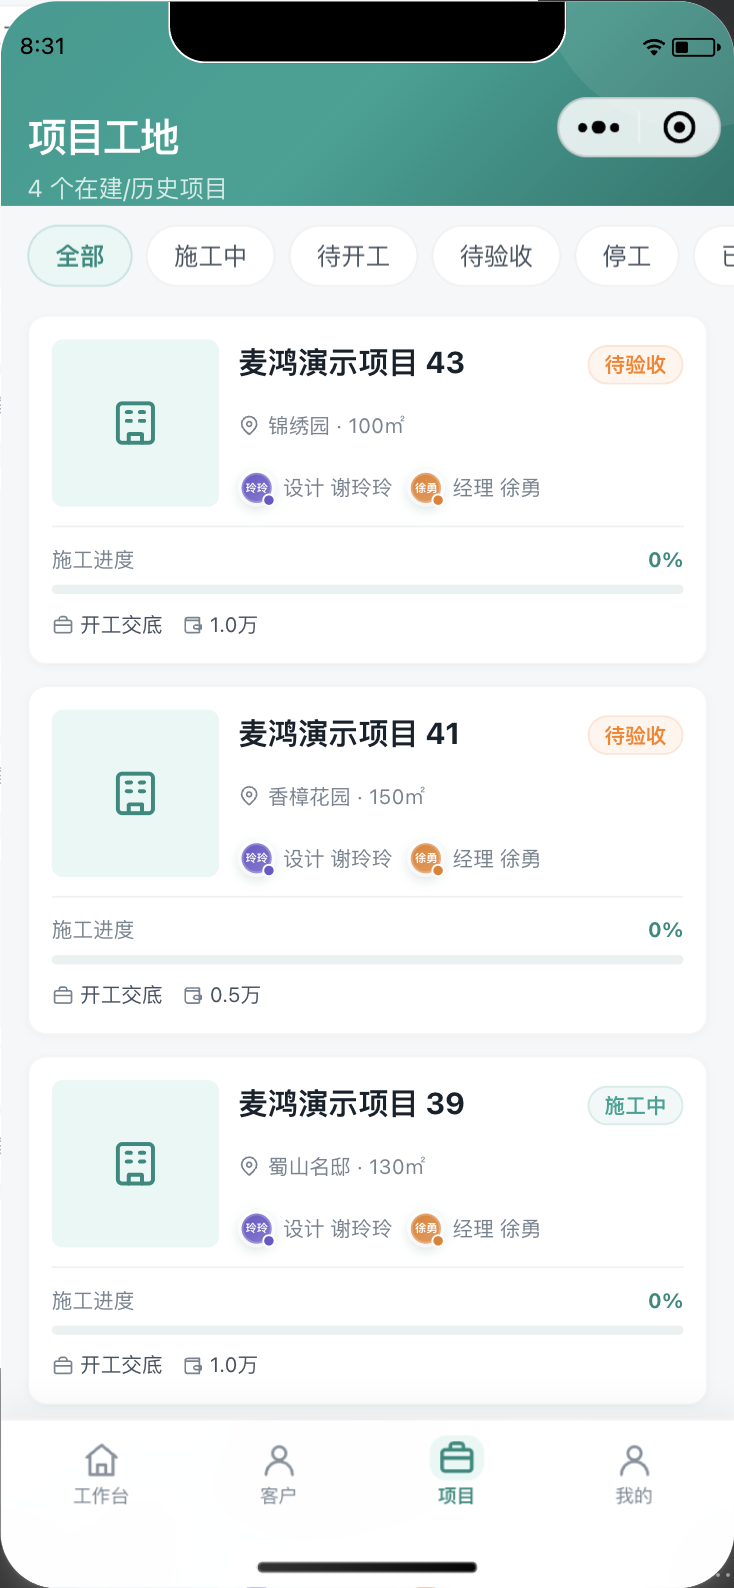 8:31
项目工地
4 个在建/历史项目
全部 施工中 待开工 待验收 停工
麦鸿演示项目 43 待验收
锦绣园 · 100㎡
玲玲 设计 谢玲玲 徐勇 经理 徐勇
施工进度 0%
开工交底 1.0万
麦鸿演示项目 41 待验收
香樟花园 · 150㎡
玲玲 设计 谢玲玲 徐勇 经理 徐勇
施工进度 0%
开工交底 0.5万
麦鸿演示项目 39 施工中
蜀山名邸 · 130㎡
玲玲 设计 谢玲玲 徐勇 经理 徐勇
施工进度 0%
开工交底 1.0万
工作台 客户 项目 我的